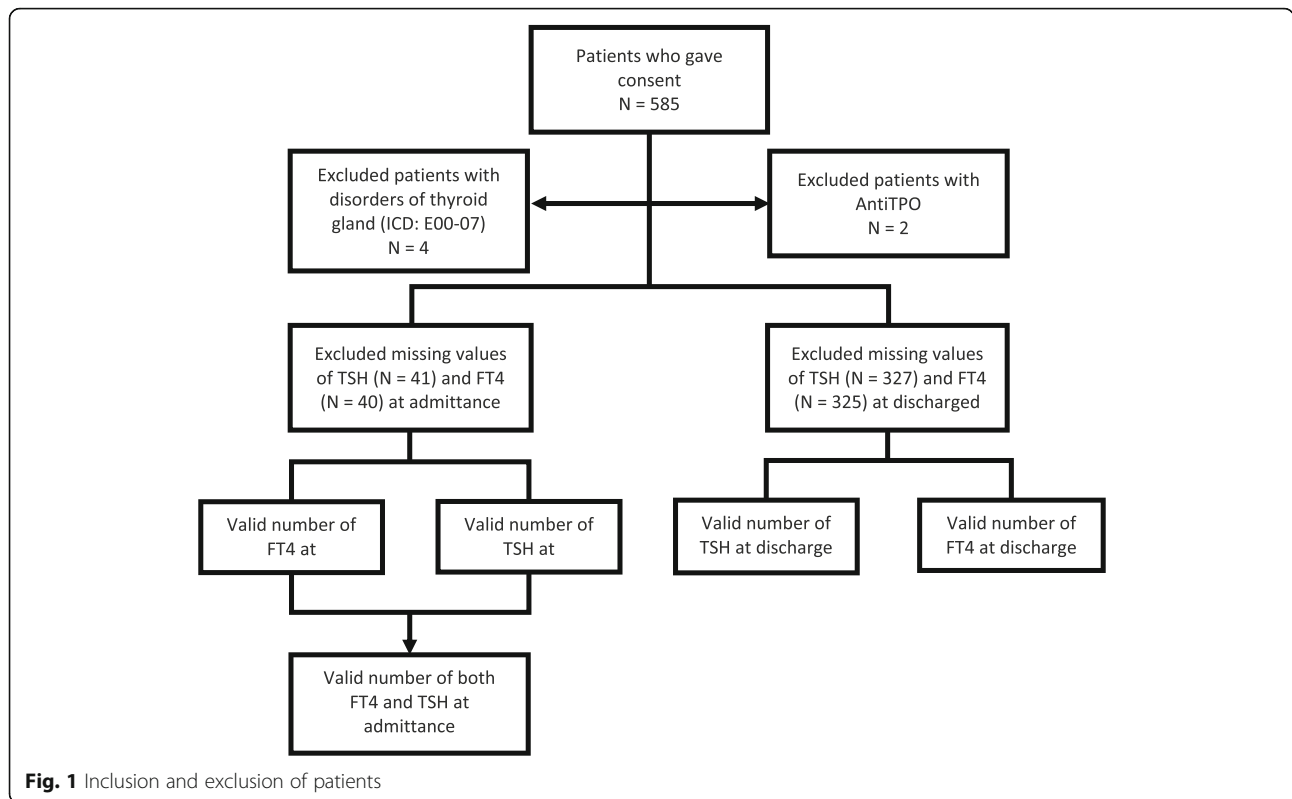 Patients who gave
consent
N = 585
Excluded patients with
disorders of thyroid
gland (ICD: E00-07)
N = 4
Excluded patients with
AntiTPO
N = 2
Excluded missing values
of TSH (N = 41) and FT4
(N = 40) at admittance
Excluded missing values
of TSH (N = 327) and FT4
(N = 325) at discharged
Valid number of
FT4 at
Valid number of
TSH at
Valid number of
TSH at discharge
Valid number of
FT4 at discharge
Valid number of both
FT4 and TSH at
admittance
Fig. 1 Inclusion and exclusion of patients